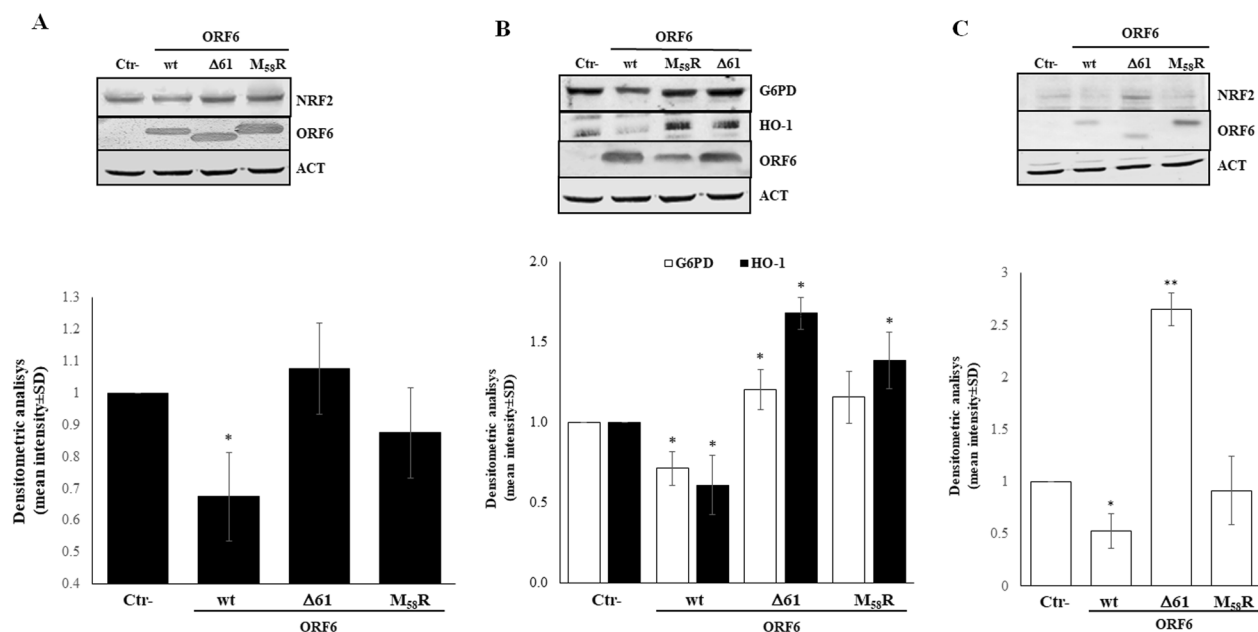 A
ORF6
Ctr- wt Δ61 M₅₈R
NRF2
ORF6
ACT
Densitometric analisys
(mean intensity±SD)
1.3
1.2
1.1
1
0.9
0.8
0.7
0.6
0.5
0.4
*
Ctr- wt Δ61 M₅₈R
ORF6
B
ORF6
Ctr- wt M₅₈R Δ61
G6PD
HO-1
ORF6
ACT
G6PD HO-1
Densitometric analisys
(mean intensity±SD)
2.0
1.5
1.0
0.5
0.0
* * * * *
Ctr- wt Δ61 M₅₈R
ORF6
C
ORF6
Ctr- wt Δ61 M₅₈R
NRF2
ORF6
ACT
Densitometric analisys
(mean intensity±SD)
3
2.5
2
1.5
1
0.5
0
* **
Ctr- wt Δ61 M₅₈R
ORF6